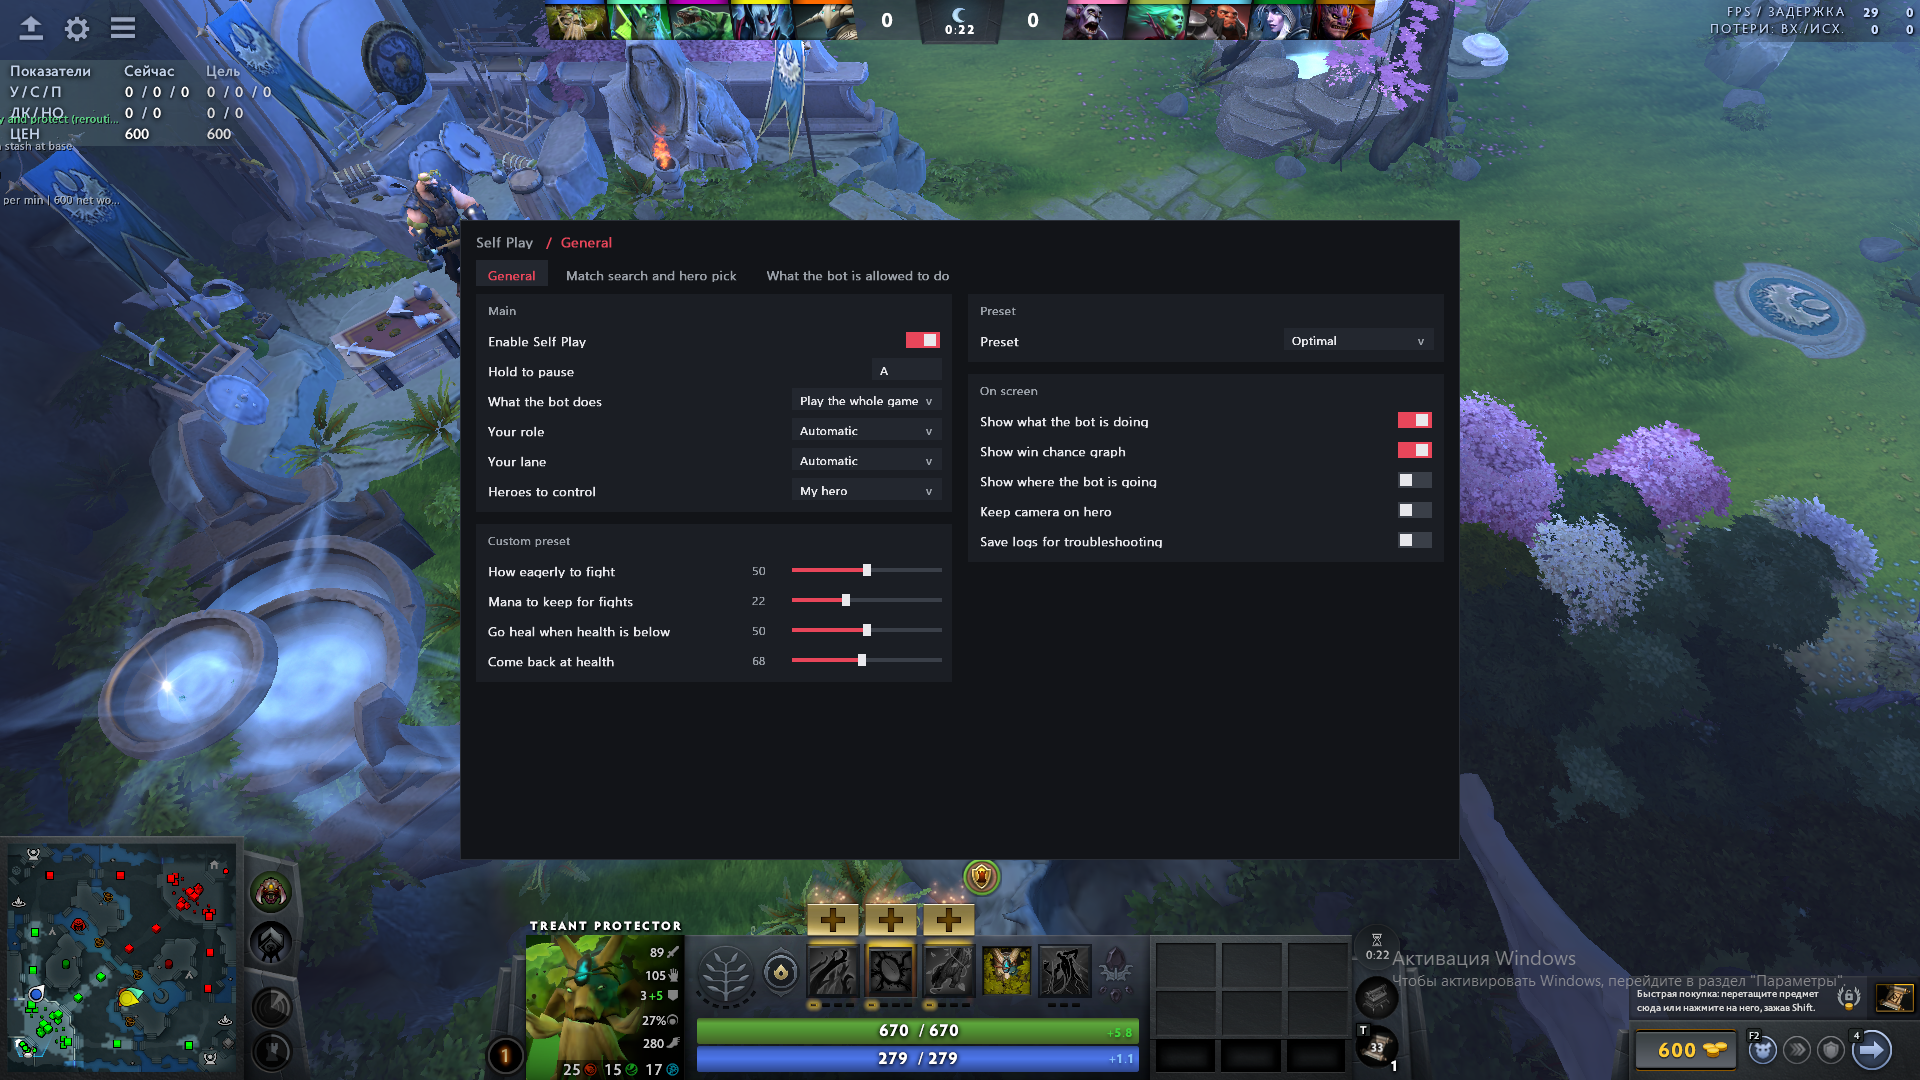 0
0:22
0
FPS / ЗАДЕРЖКА 29 0
ПОТЕРИ: ВХ./ИСХ. 0 0
Показатели Сейчас Цель
У / С / П 0 / 0 / 0 0 / 0 / 0
ДК / НО 0 / 0 0 / 0
y and protect (rerouti...
ЦЕН 600 600
stash at base
per min | 600 net wo...
Self Play / General
General Match search and hero pick What the bot is allowed to do
Main
Enable Self Play
Hold to pause A
What the bot does Play the whole game v
Your role Automatic v
Your lane Automatic v
Heroes to control My hero v
Custom preset
How eagerly to fight 50
Mana to keep for fights 22
Go heal when health is below 50
Come back at health 68
Preset
Preset Optimal v
On screen
Show what the bot is doing
Show win chance graph
Show where the bot is going
Keep camera on hero
Save logs for troubleshooting
TREANT PROTECTOR
89
105
3 +5
27%
280
1
25 15 17
670 / 670 +5.8
279 / 279 +1.1
0:22
T
33
1
Активация Windows
Чтобы активировать Windows, перейдите в раздел "Параметры".
Быстрая покупка: перетащите предмет
сюда или нажмите на него, зажав Shift.
600
F2
4